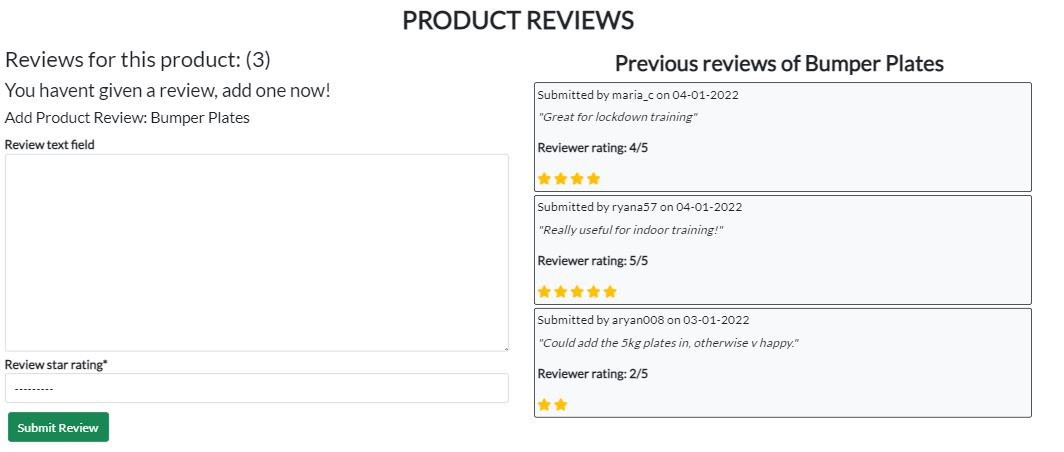 PRODUCT REVIEWS
Reviews for this product: (3)
You havent given a review, add one now!
Add Product Review: Bumper Plates
Review text field
Review star rating*
---------
Submit Review
Previous reviews of Bumper Plates
Submitted by maria_c on 04-01-2022
"Great for lockdown training"
Reviewer rating: 4/5
Submitted by ryana57 on 04-01-2022
"Really useful for indoor training!"
Reviewer rating: 5/5
Submitted by aryan008 on 03-01-2022
"Could add the 5kg plates in, otherwise v happy."
Reviewer rating: 2/5